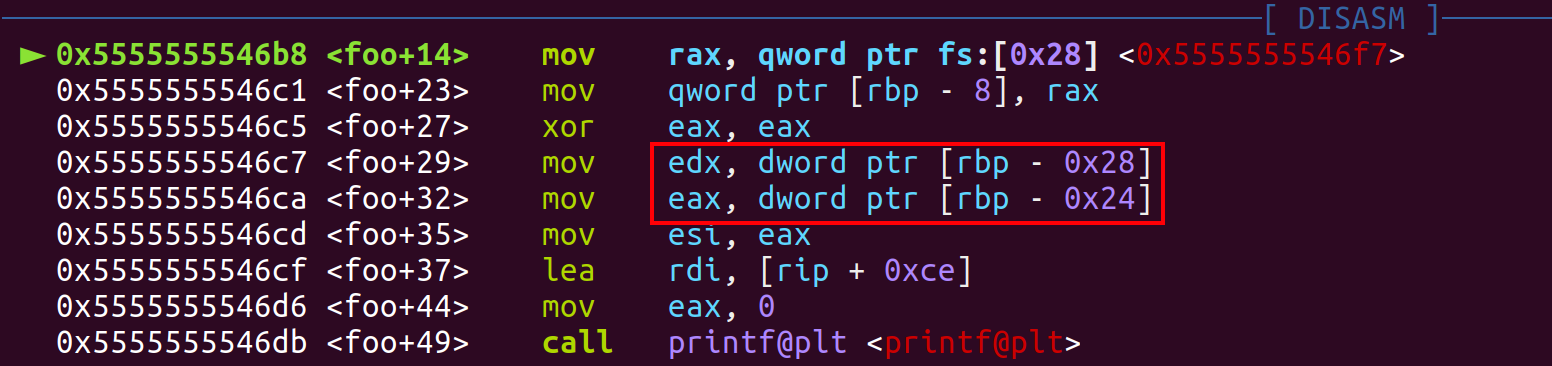 [ DISASM ]
► 0x5555555546b8 <foo+14> mov rax, qword ptr fs:[0x28] <0x5555555546f7>
0x5555555546c1 <foo+23> mov qword ptr [rbp - 8], rax
0x5555555546c5 <foo+27> xor eax, eax
0x5555555546c7 <foo+29> mov edx, dword ptr [rbp - 0x28]
0x5555555546ca <foo+32> mov eax, dword ptr [rbp - 0x24]
0x5555555546cd <foo+35> mov esi, eax
0x5555555546cf <foo+37> lea rdi, [rip + 0xce]
0x5555555546d6 <foo+44> mov eax, 0
0x5555555546db <foo+49> call printf@plt <printf@plt>